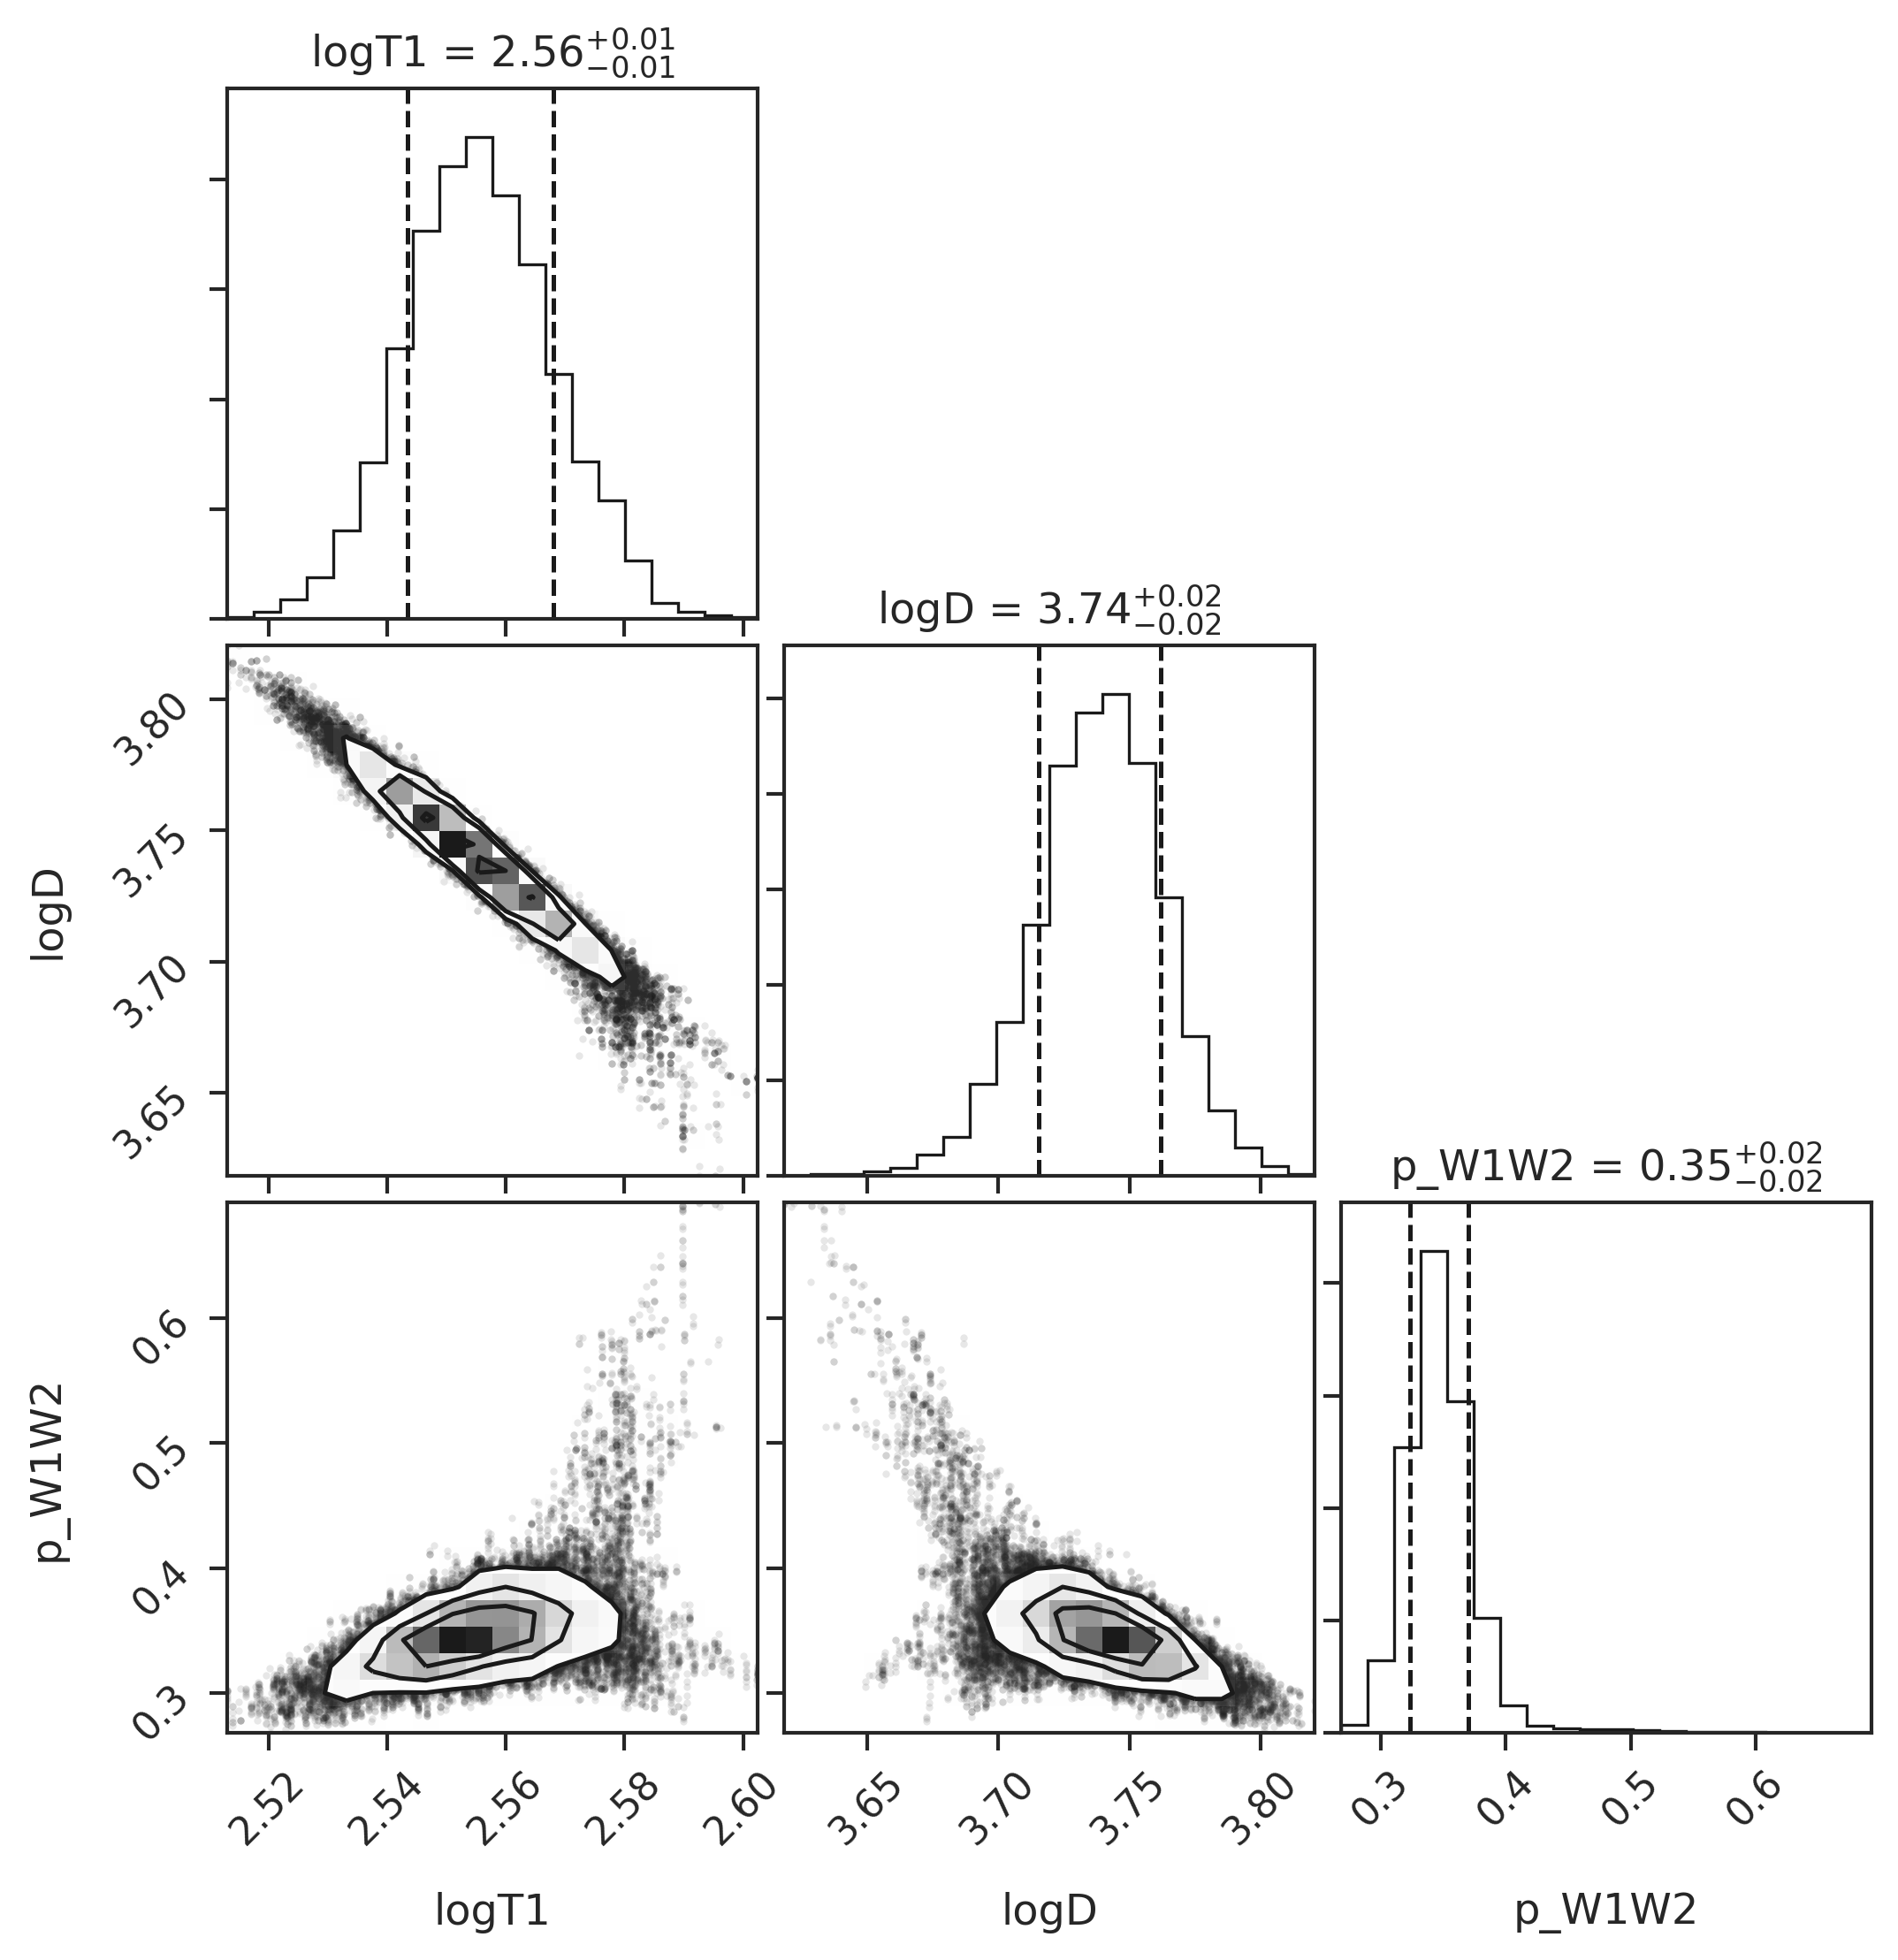 logT1 = 2.56 +0.01 −0.01
logD = 3.74 +0.02 −0.02
p_W1W2 = 0.35 +0.02 −0.02
logD
3.80
3.75
3.70
3.65
p_W1W2
0.6
0.5
0.4
0.3
2.52 2.54 2.56 2.58 2.60
3.65 3.70 3.75 3.80
0.3 0.4 0.5 0.6
logT1
logD
p_W1W2